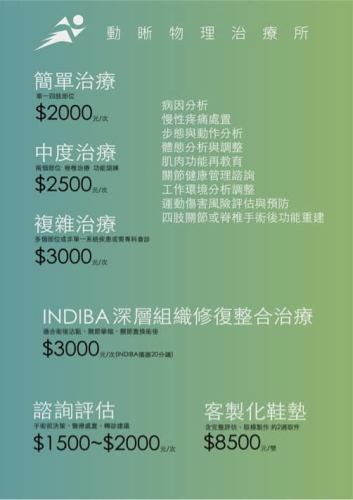 動晰物理治療所
簡單治療
單一四肢部位
$2000元/次
中度治療
兩個部位 脊椎治療 功能訓練
$2500元/次
複雜治療
多個部位或非單一系統疾患或需專科會診
$3000元/次
病因分析
慢性疼痛處置
步態與動作分析
體態分析與調整
肌肉功能再教育
關節健康管理諮詢
工作環境分析調整
運動傷害風險評估與預防
四肢關節或脊椎手術後功能重建
INDIBA深層組織修復整合治療
適合術後沾黏、關節攣縮、關節置換術後
$3000元/次(INDIBA儀器20分鐘)
諮詢評估
手術前決策、醫療處置、轉診建議
$1500~$2000元/次
客製化鞋墊
含完整評估、取模製作 約2週取件
$8500元/雙